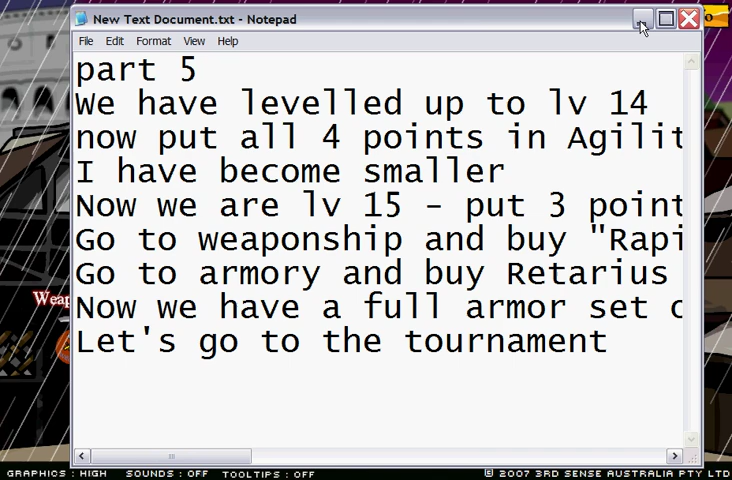 New Text Document.txt - Notepad
File Edit Format View Help
part 5
We have levelled up to lv 14
now put all 4 points in Agilit
I have become smaller
Now we are lv 15 - put 3 point
Go to weaponship and buy "Rapi
Go to armory and buy Retarius
Now we have a full armor set o
Let's go to the tournament
Weap
GRAPHICS : HIGH SOUNDS : OFF TOOLTIPS : OFF © 2007 3RD SENSE AUSTRALIA PTY LTD